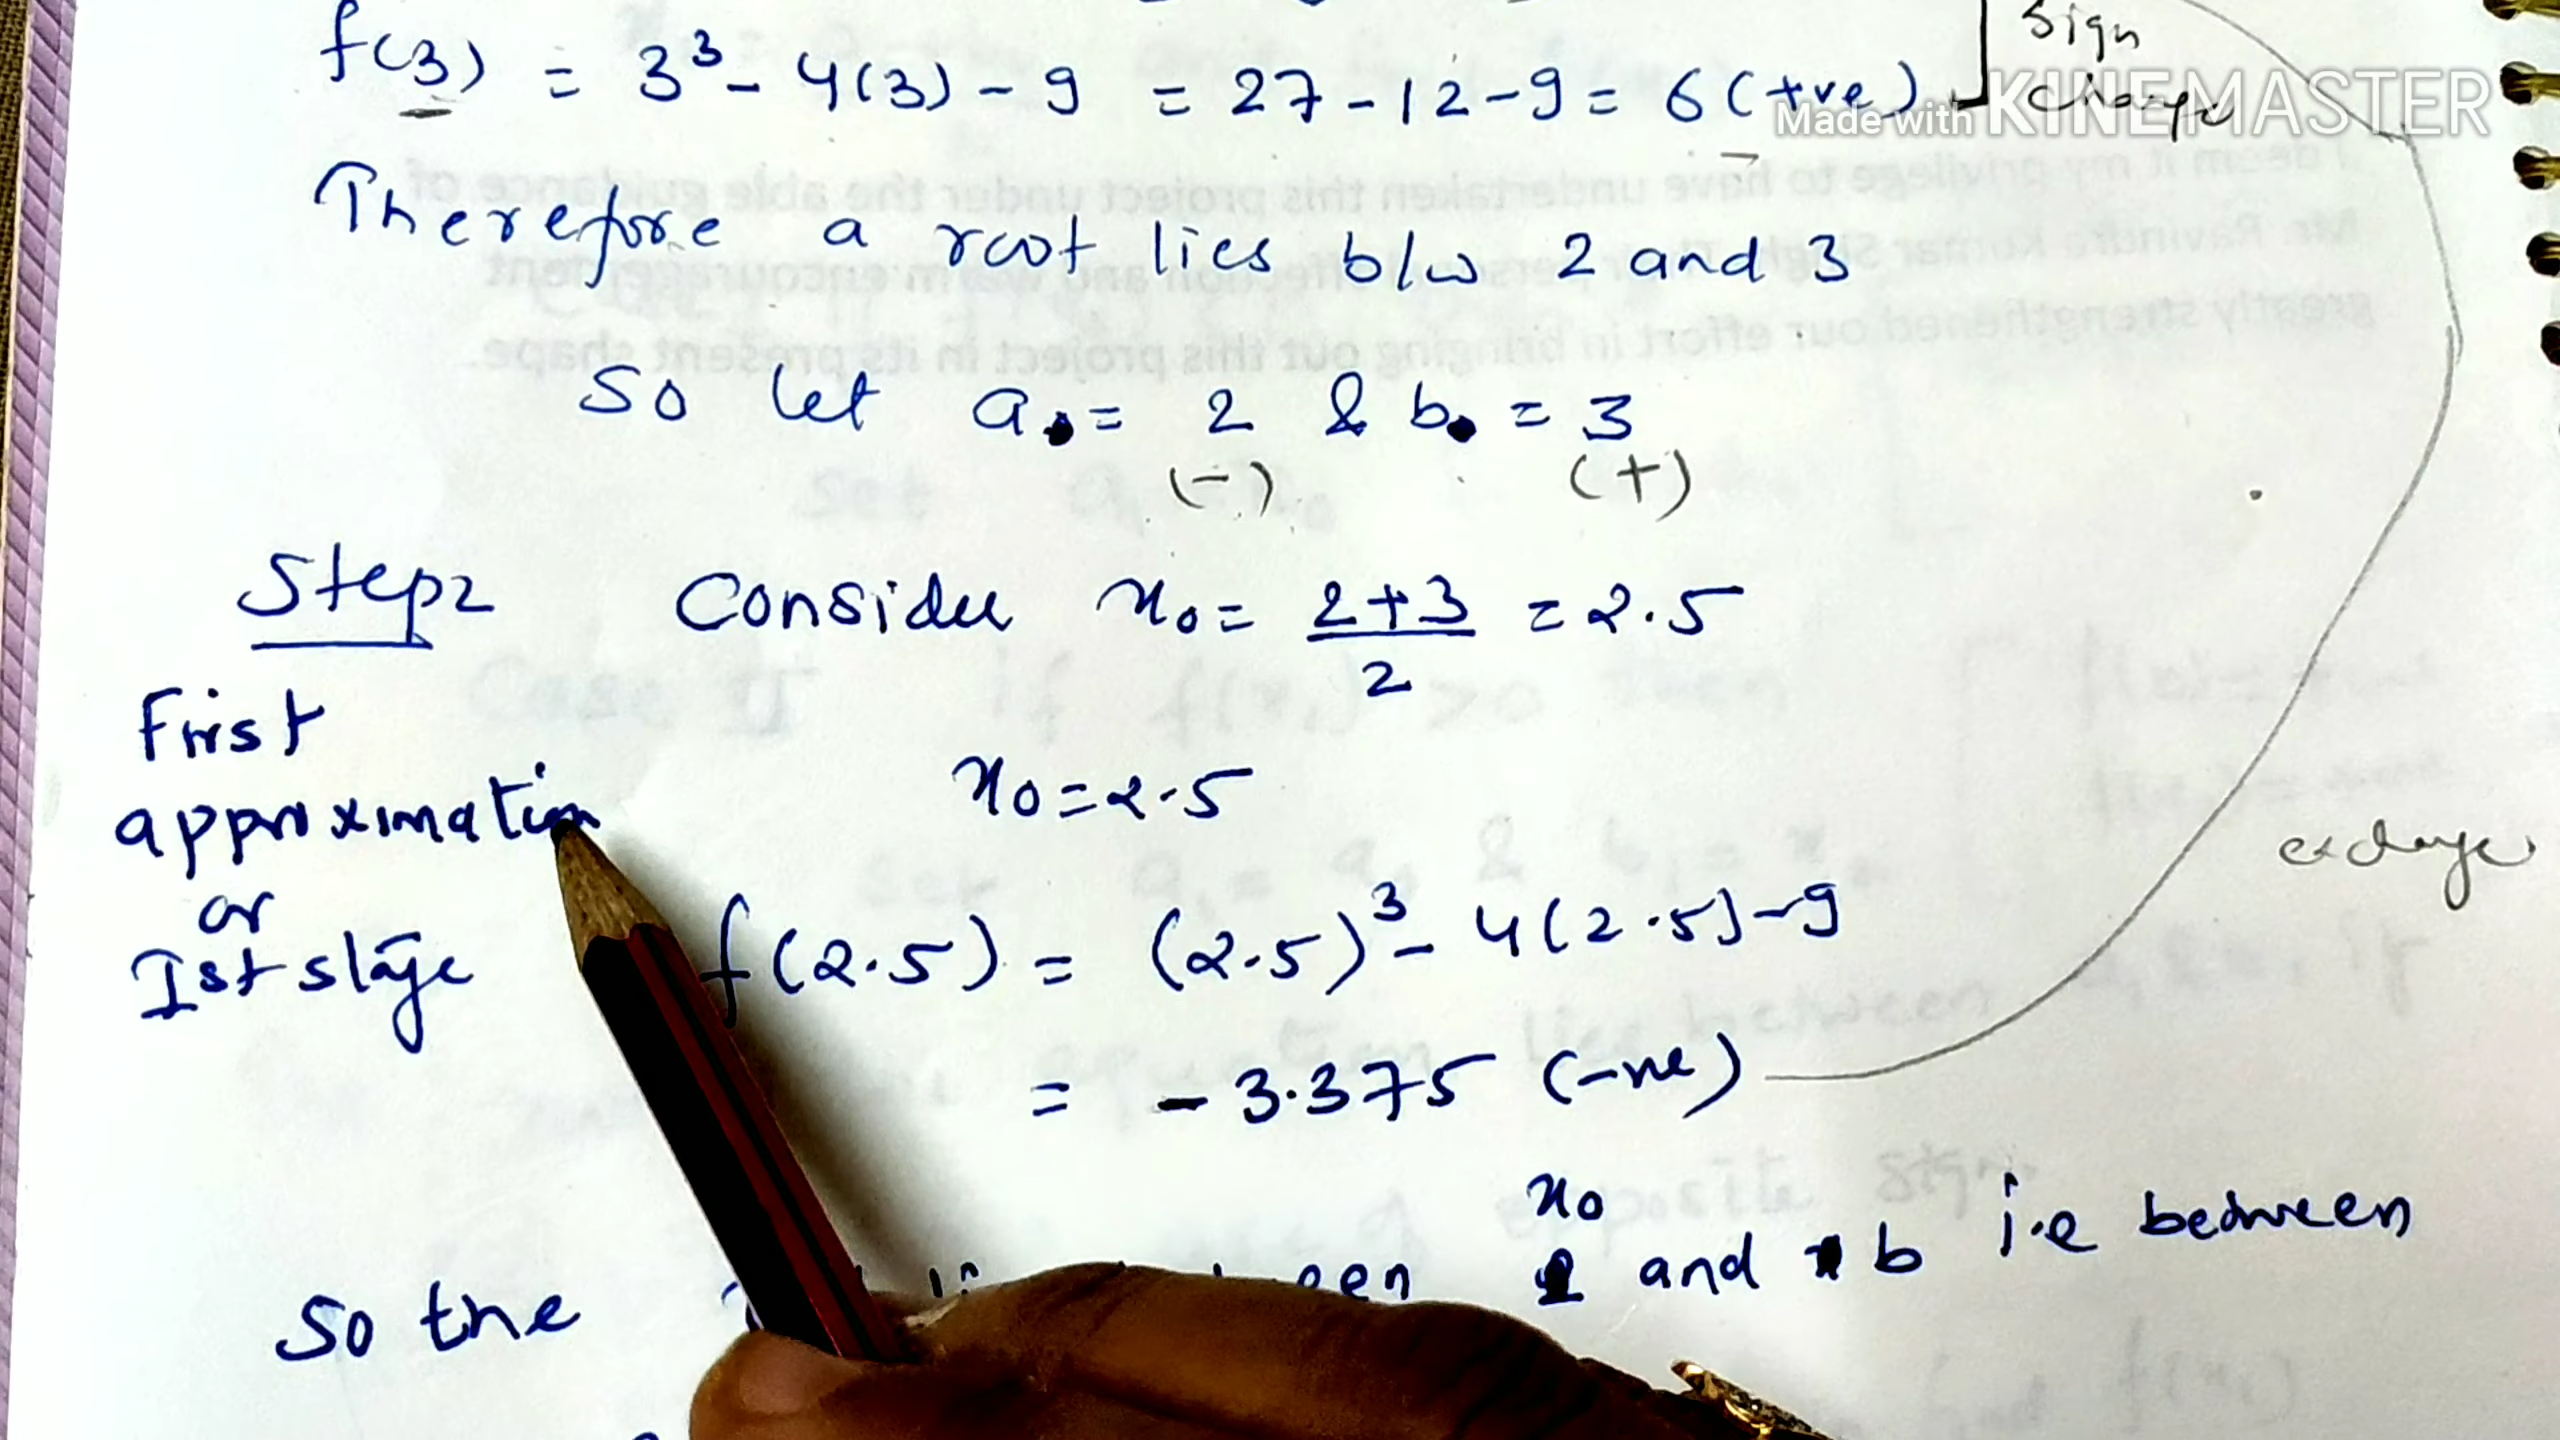 f(3) = 3³ - 4(3) - 9 = 27 - 12 - 9 = 6 (+ve)
Sign
change
Made with KINEMASTER
Therefore a root lies b/w 2 and 3
So let a. = 2 & b. = 3
(-) (+)
Step2 Consider x₀ = (2+3)/2 = 2.5
First
approximation
or
Ist stage
x₀ = 2.5
f(2.5) = (2.5)³ - 4(2.5) - 9
= -3.375 (-ve)
x₀
So the and b i.e between